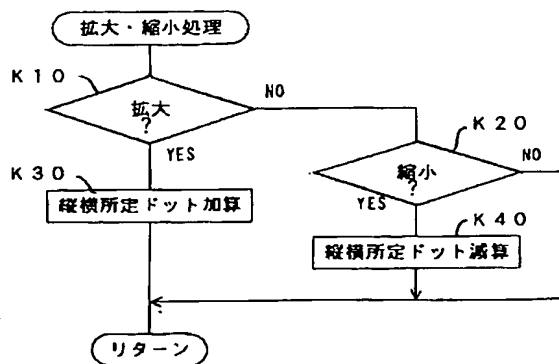 拡大・縮小処理
K10
拡大
?
NO
YES
K20
縮小
?
NO
YES
K30
縦横所定ドット加算
K40
縦横所定ドット減算
リターン